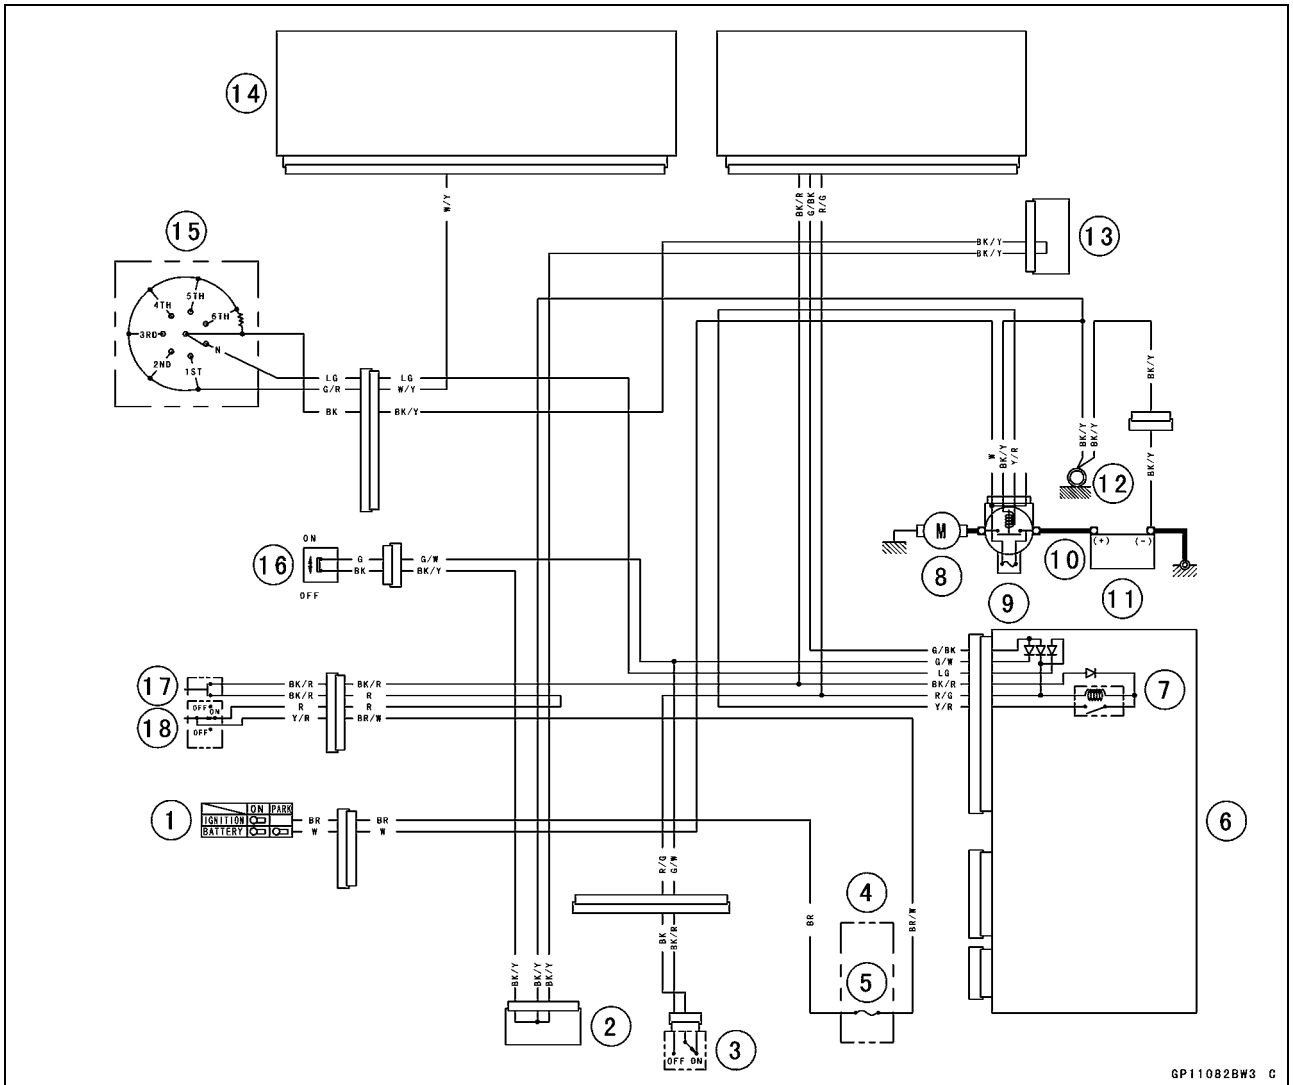 14
W/Y
BK/R
G/BK
R/G
13
BK/Y
BK/Y
15
5TH
4TH
6TH
3RD
N
2ND
1ST
LG
LG
G/R
W/Y
BK
BK/Y
BK/Y
W
BK/Y
Y/R
BK/Y
BK/Y
BK/Y
12
ON
16
G
G/W
BK
BK/Y
OFF
M
8
9
10
(+)
(-)
11
G/BK
G/W
LG
BK/R
R/G
Y/R
7
17
BK/R
BK/R
BK/R
R
OFF
ON
R
R
18
Y/R
BR/W
OFF
1
ON PARK
IGNITION
BATTERY
BR
BR
W
W
6
R/G
G/W
4
BR
BR/W
BK
BK/R
5
BK/Y
BK/Y
BK/Y
2
OFF ON
3
GP11082BW3 C